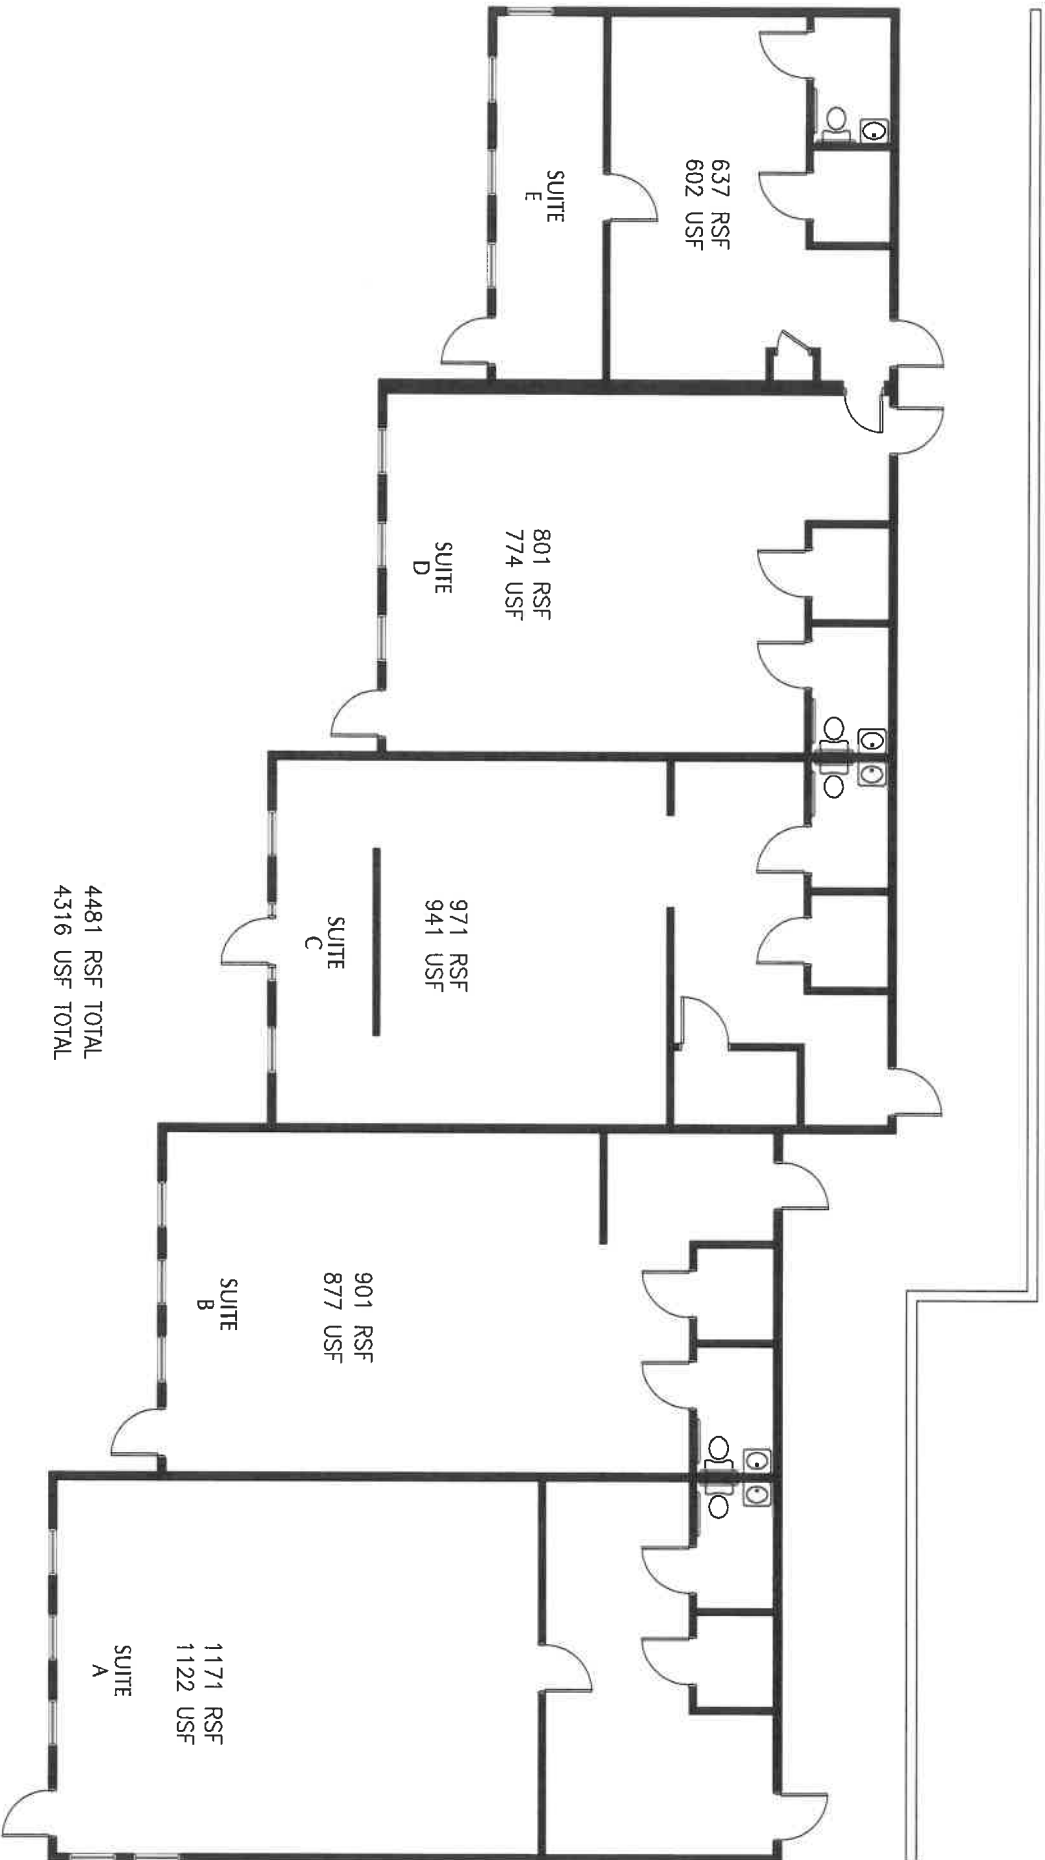 637 RSF
602 USF
SUITE
E
801 RSF
774 USF
SUITE
D
971 RSF
941 USF
SUITE
C
901 RSF
877 USF
SUITE
B
1171 RSF
1122 USF
SUITE
A
4481 RSF TOTAL
4316 USF TOTAL